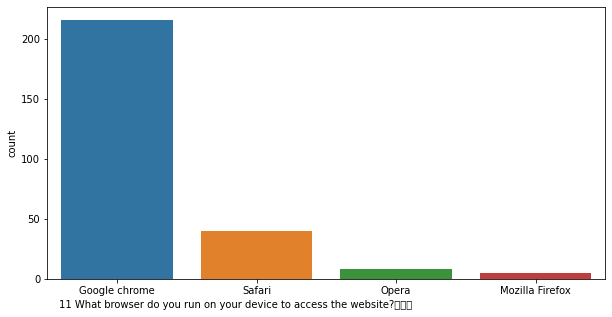 200
150
100
50
0
count
Google chrome Safari Opera Mozilla Firefox
11 What browser do you run on your device to access the website?